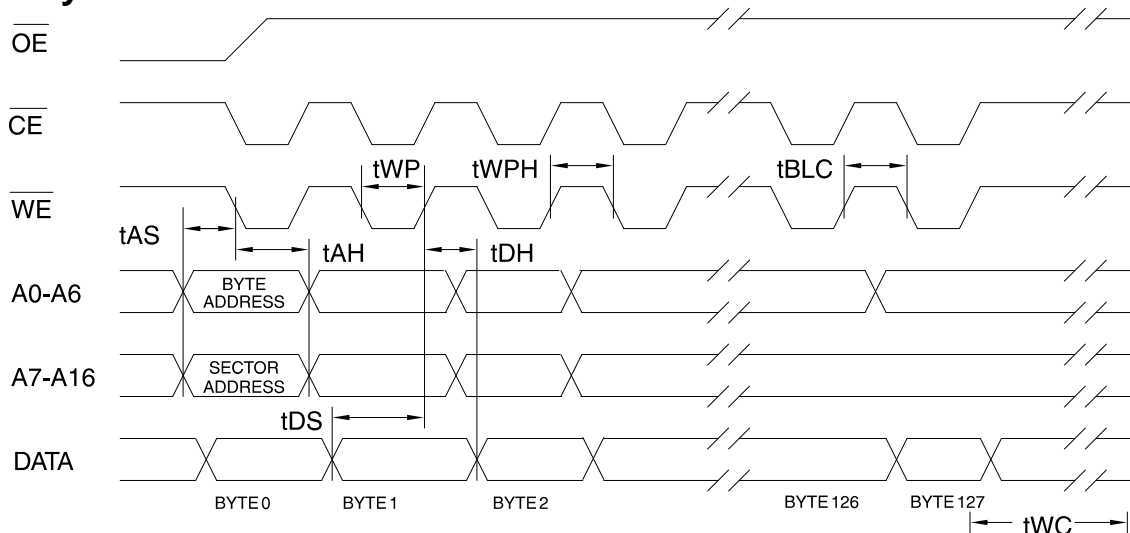 OE
CE
tWP tWPH tBLC
WE
tAS
tAH tDH
A0-A6 BYTE ADDRESS
A7-A16 SECTOR ADDRESS
tDS
DATA
BYTE 0 BYTE 1 BYTE 2 BYTE 126 BYTE 127
tWC